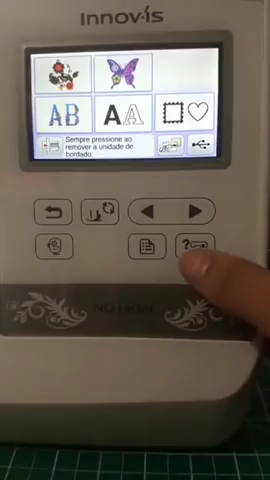 INNOV-IS
AB AA
Sempre pressione ao
remover a unidade de
bordado.
?